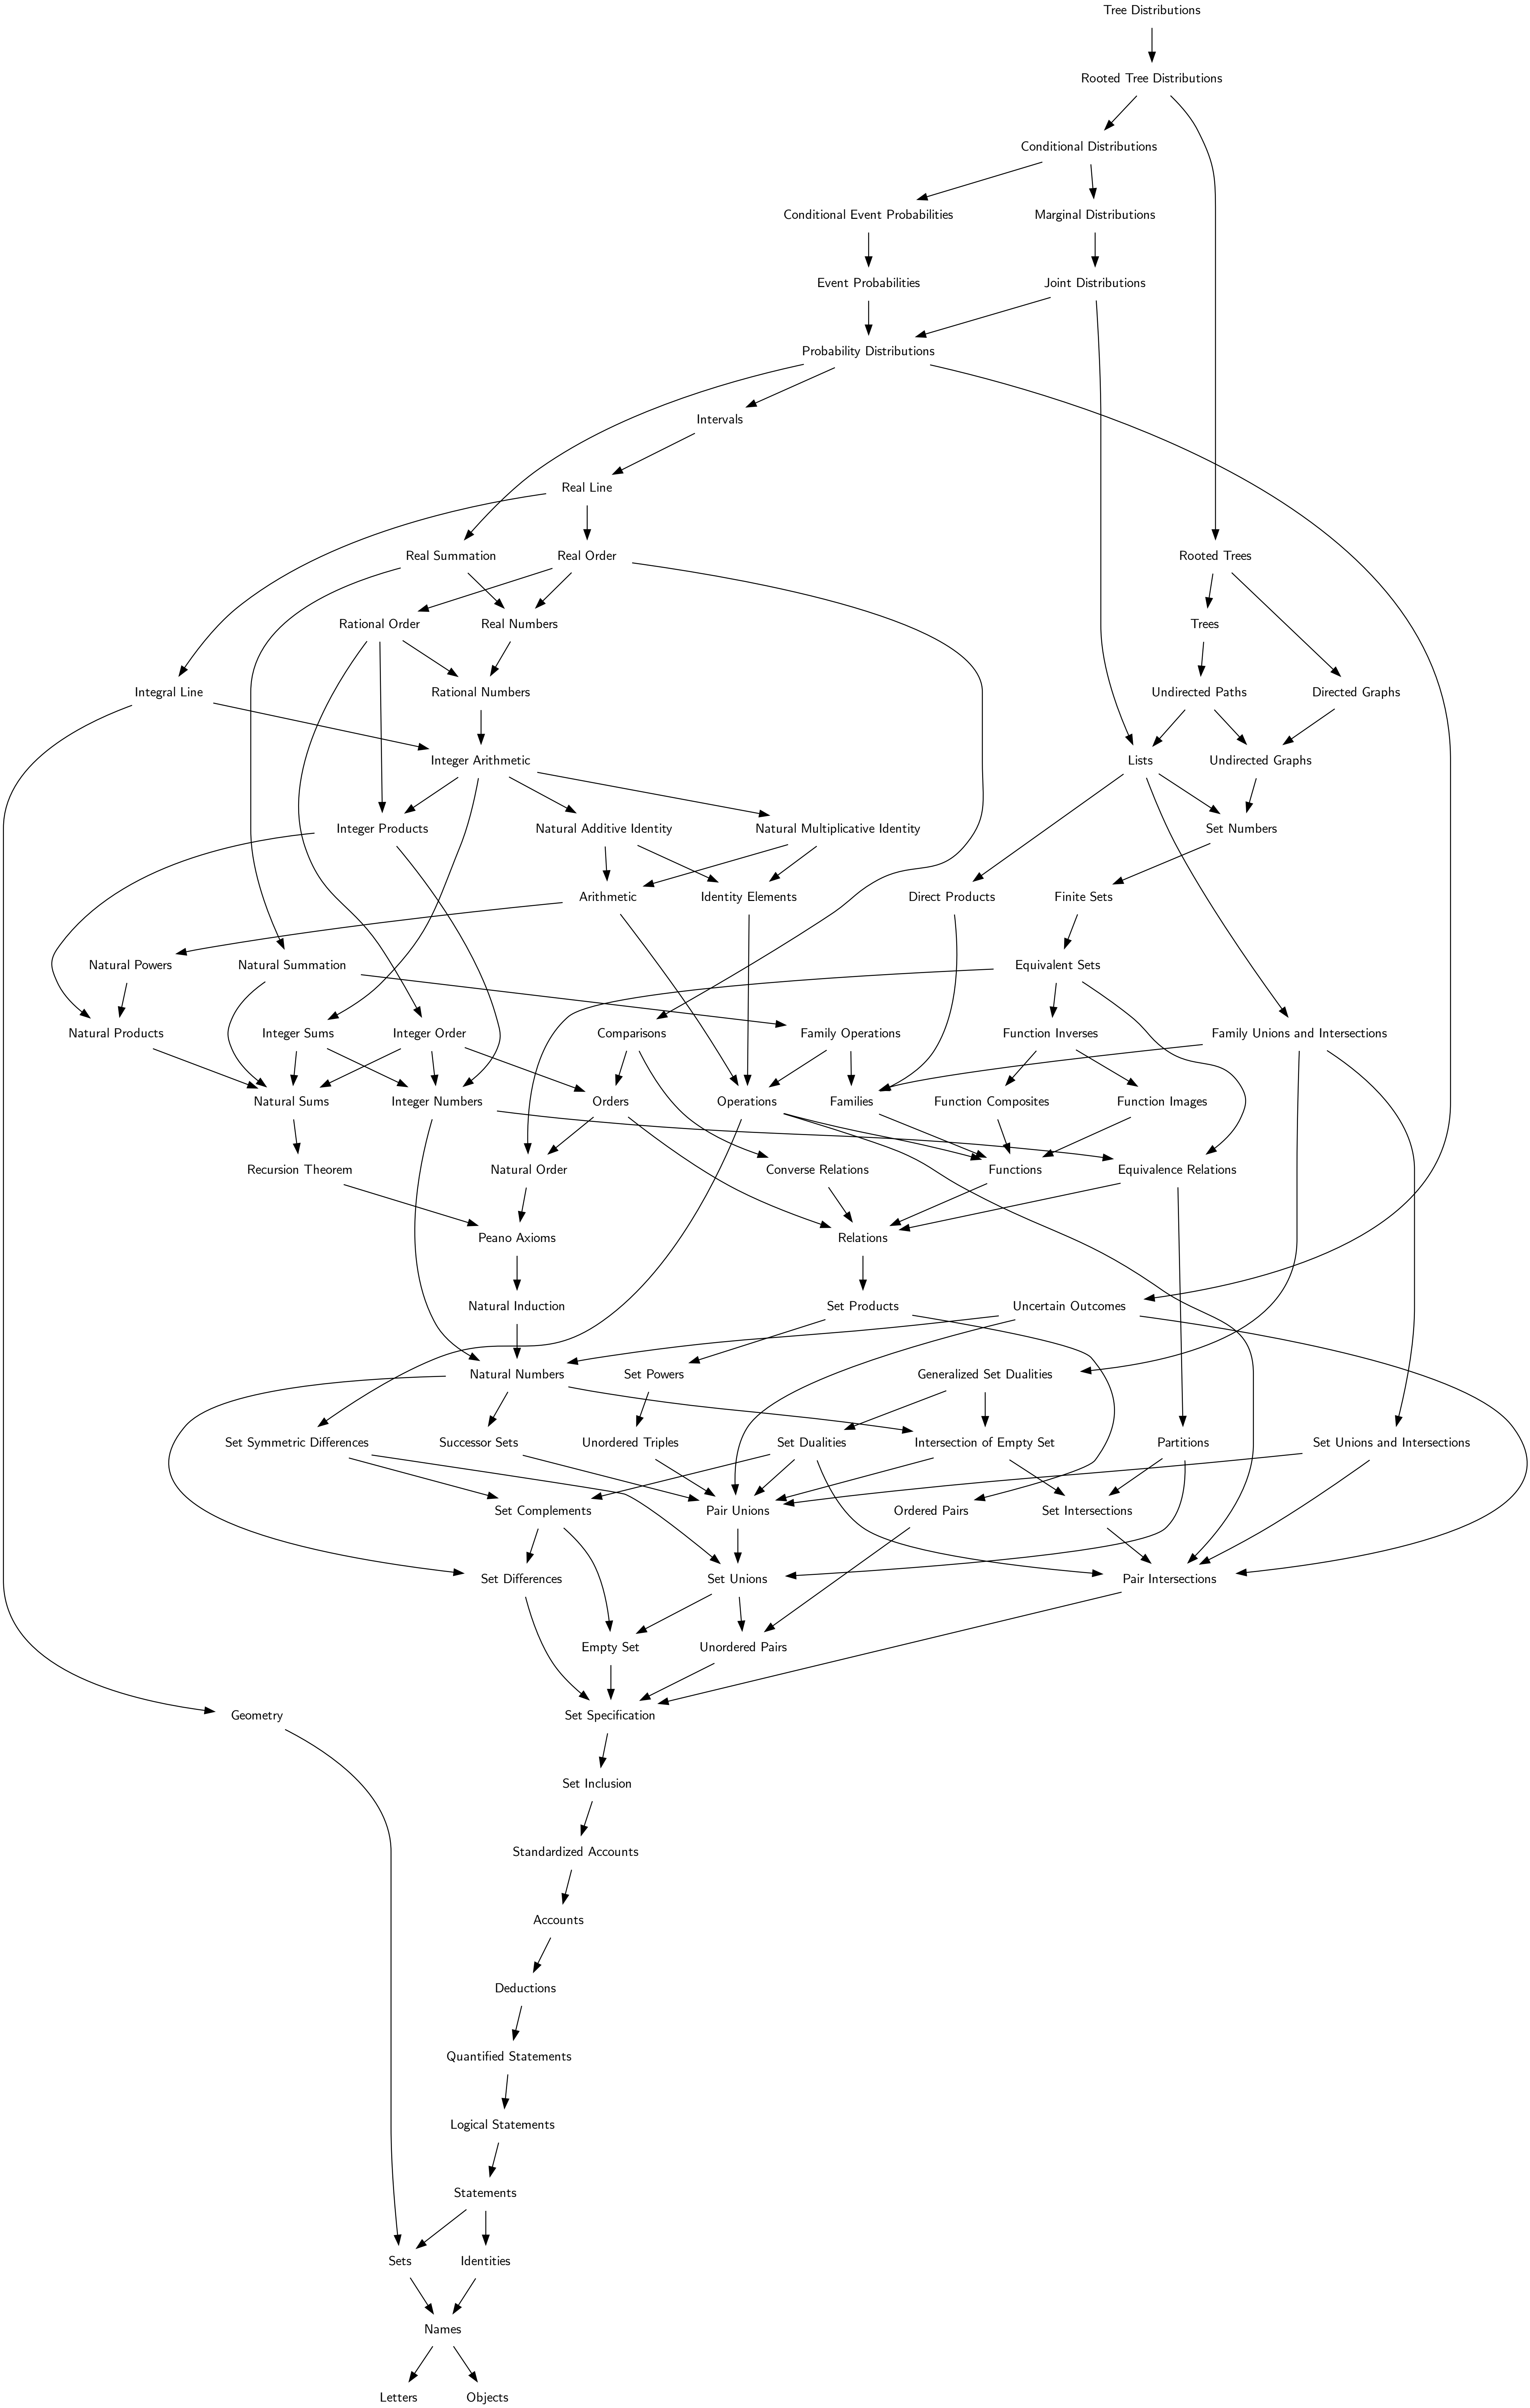 Tree Distributions
Rooted Tree Distributions
Conditional Distributions
Conditional Event Probabilities
Marginal Distributions
Event Probabilities
Joint Distributions
Probability Distributions
Intervals
Real Line
Real Summation
Real Order
Rooted Trees
Rational Order
Real Numbers
Trees
Integral Line
Rational Numbers
Undirected Paths
Directed Graphs
Integer Arithmetic
Lists
Undirected Graphs
Integer Products
Natural Additive Identity
Natural Multiplicative Identity
Set Numbers
Arithmetic
Identity Elements
Direct Products
Finite Sets
Natural Powers
Natural Summation
Equivalent Sets
Natural Products
Integer Sums
Integer Order
Comparisons
Family Operations
Function Inverses
Family Unions and Intersections
Natural Sums
Integer Numbers
Orders
Operations
Families
Function Composites
Function Images
Recursion Theorem
Natural Order
Converse Relations
Functions
Equivalence Relations
Peano Axioms
Relations
Natural Induction
Set Products
Uncertain Outcomes
Natural Numbers
Set Powers
Generalized Set Dualities
Set Symmetric Differences
Successor Sets
Unordered Triples
Set Dualities
Intersection of Empty Set
Partitions
Set Unions and Intersections
Set Complements
Pair Unions
Ordered Pairs
Set Intersections
Set Differences
Set Unions
Pair Intersections
Empty Set
Unordered Pairs
Geometry
Set Specification
Set Inclusion
Standardized Accounts
Accounts
Deductions
Quantified Statements
Logical Statements
Statements
Sets
Identities
Names
Letters
Objects